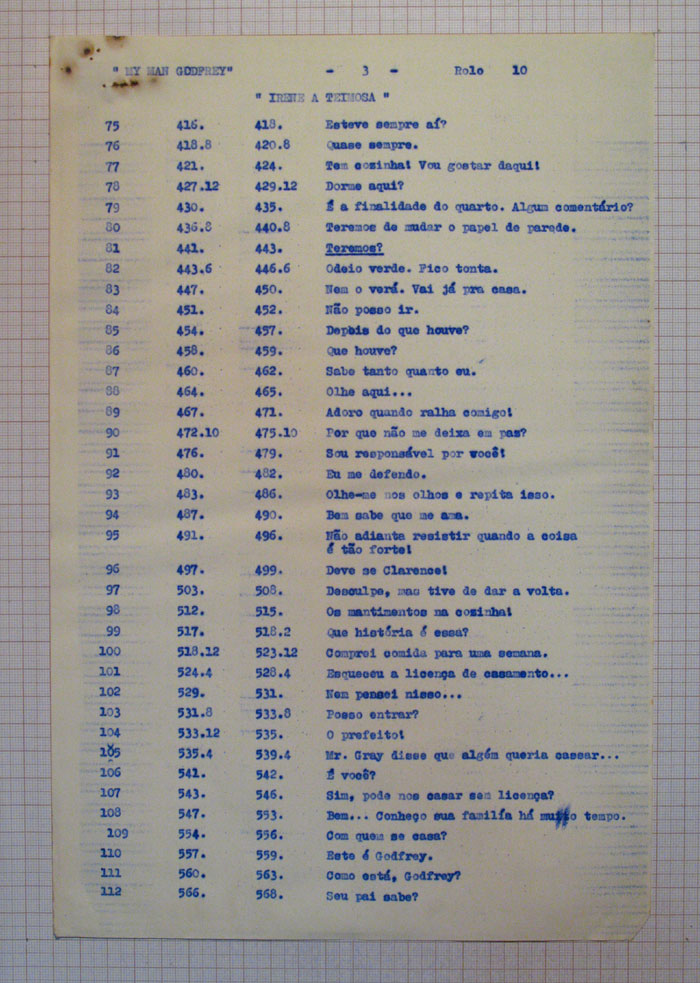 " MY MAN GODFREY" - 3 - Rolo 10
" IRENE A TEIMOSA "
75 416. 418. Esteve sempre aí?
76 418.8 420.8 Quase sempre.
77 421. 424. Tem cozinha! Vou gostar daqui!
78 427.12 429.12 Dorme aqui?
79 430. 435. É a finalidade do quarto. Algum comentário?
80 436.8 440.8 Teremos de mudar o papel de parede.
81 441. 443. Teremos?
82 443.6 446.6 Odeio verde. Fico tonta.
83 447. 450. Nem o verá. Vai já pra casa.
84 451. 452. Não posso ir.
85 454. 457. Depbis do que houve?
86 458. 459. Que houve?
87 460. 462. Sabe tanto quanto eu.
88 464. 465. Olhe aqui...
89 467. 471. Adoro quando ralha comigo!
90 472.10 475.10 Por que não me deixa em paz?
91 476. 479. Sou responsável por você!
92 480. 482. Eu me defendo.
93 483. 486. Olhe-me nos olhos e repita isso.
94 487. 490. Bem sabe que me ama.
95 491. 496. Não adianta resistir quando a coisa
é tão forte!
96 497. 499. Deve se Clarence!
97 503. 508. Desculpe, mas tive de dar a volta.
98 512. 515. Os mantimentos na cozinha!
99 517. 518.2 Que história é essa?
100 518.12 523.12 Comprei comida para uma semana.
101 524.4 528.4 Esqueceu a licença de casamento...
102 529. 531. Nem pensei nisso...
103 531.8 533.8 Posso entrar?
104 533.12 535. O prefeito!
105 535.4 539.4 Mr. Gray disse que algém queria cassar...
106 541. 542. É você?
107 543. 546. Sim, pode nos casar sem licença?
108 547. 553. Bem... Conheço sua familía há muito tempo.
109 554. 556. Com quem se casa?
110 557. 559. Este é Godfrey.
111 560. 563. Como está, Godfrey?
112 566. 568. Seu pai sabe?